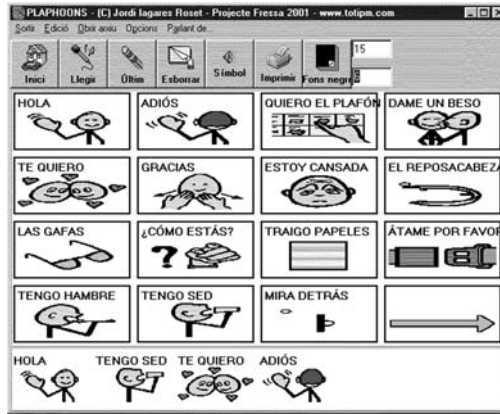 PLAPHOONS - (C) Jordi lagares Roset - Projecte Fressa 2001 - www.totipm.com
Sortir Edició Obrir arxiu Opcions Parlant de...
Inici Llegir Últim Esborrar Símbol Imprimir Fons negre 15
HOLA ADIÓS QUIERO EL PLAFÓN DAME UN BESO
TE QUIERO GRACIAS ESTOY CANSADA EL REPOSACABEZA
LAS GAFAS ¿CÓMO ESTÁS? TRAIGO PAPELES ÁTAME POR FAVOR
TENGO HAMBRE TENGO SED MIRA DETRÁS
HOLA TENGO SED TE QUIERO ADIÓS